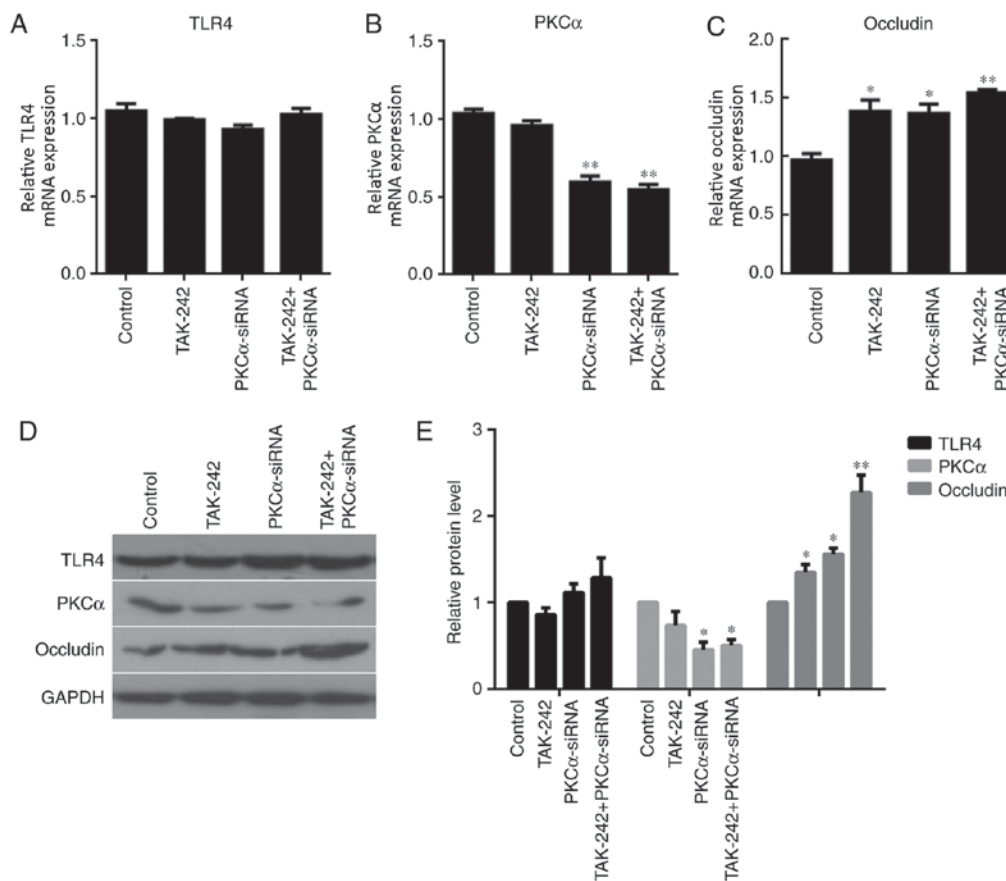 A
TLR4
Relative TLR4
mRNA expression
1.5
1.0
0.5
0.0
Control
TAK-242
PKCα-siRNA
TAK-242+
PKCα-siRNA
B
PKCα
Relative PKCα
mRNA expression
1.5
1.0
0.5
0.0
**
**
Control
TAK-242
PKCα-siRNA
TAK-242+
PKCα-siRNA
C
Occludin
Relative occludin
mRNA expression
2.0
1.5
1.0
0.5
0.0
*
*
**
Control
TAK-242
PKCα-siRNA
TAK-242+
PKCα-siRNA
D
Control
TAK-242
PKCα-siRNA
TAK-242+
PKCα-siRNA
TLR4
PKCα
Occludin
GAPDH
E
Relative protein level
3
2
1
0
*
*
*
*
**
TLR4
PKCα
Occludin
Control
TAK-242
PKCα-siRNA
TAK-242+PKCα-siRNA
Control
TAK-242
PKCα-siRNA
TAK-242+PKCα-siRNA